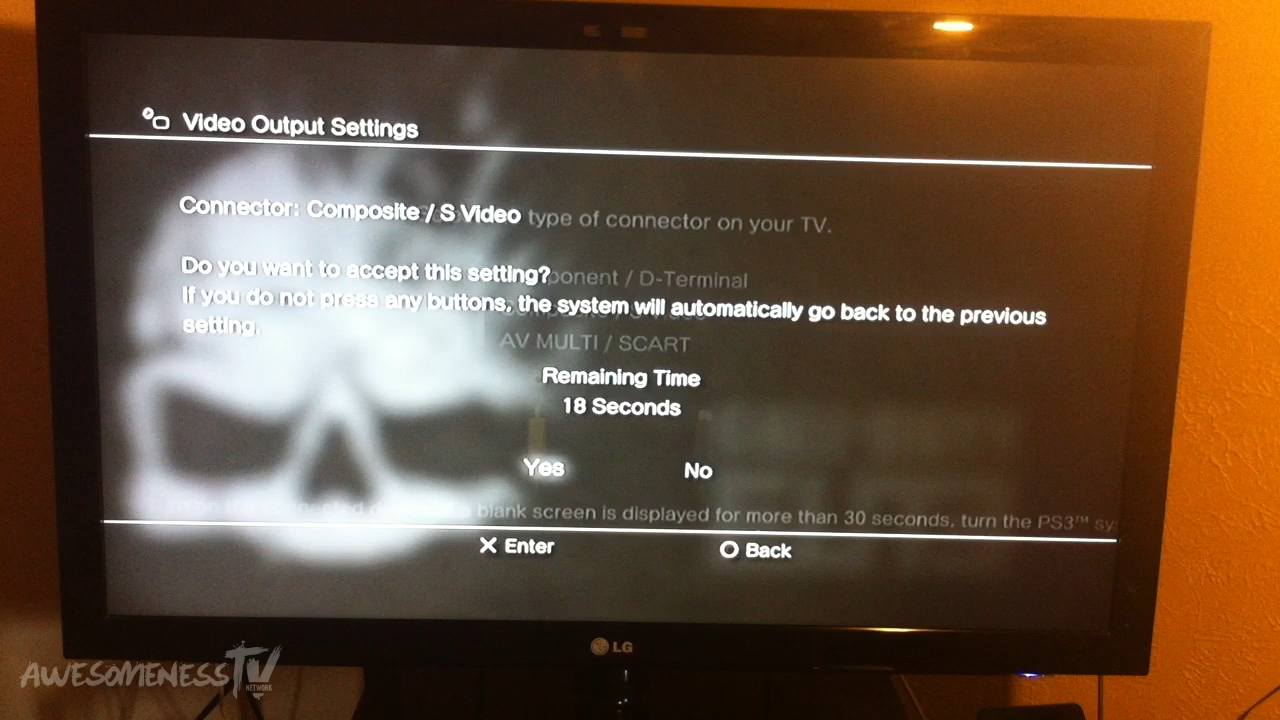 Video Output Settings
Connector: Composite / S Video type of connector on your TV.
Do you want to accept this setting?
ponent / D-Terminal
If you do not press any buttons, the system will automatically go back to the previous
setting.
AV MULTI / SCART
Remaining Time
18 Seconds
Yes No
blank screen is displayed for more than 30 seconds, turn the PS3™ sy
X Enter O Back
LG
AWESOMENESS TV
NETWORK